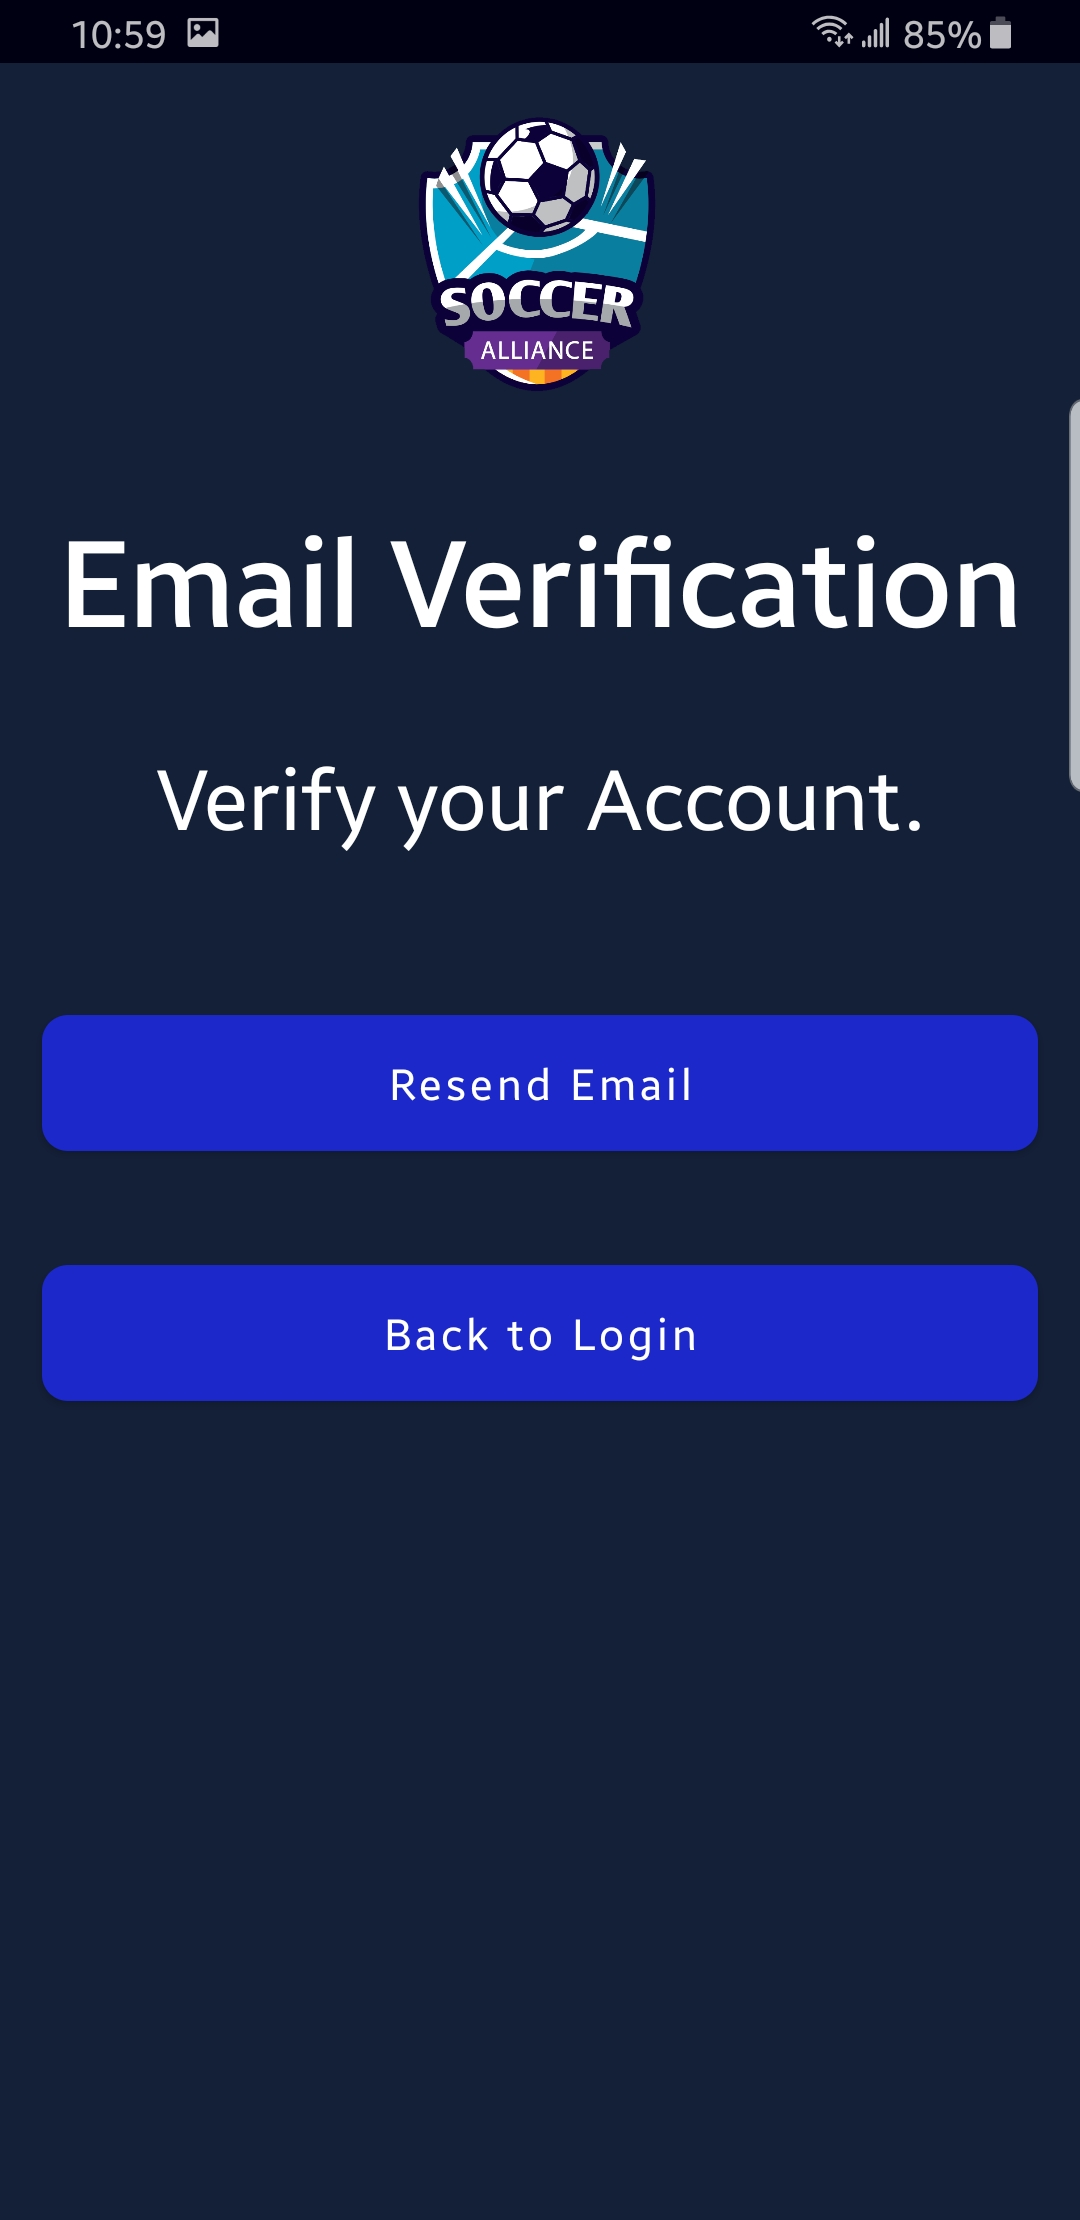 10:59 85%
SOCCER
ALLIANCE
Email Verification
Verify your Account.
Resend Email
Back to Login